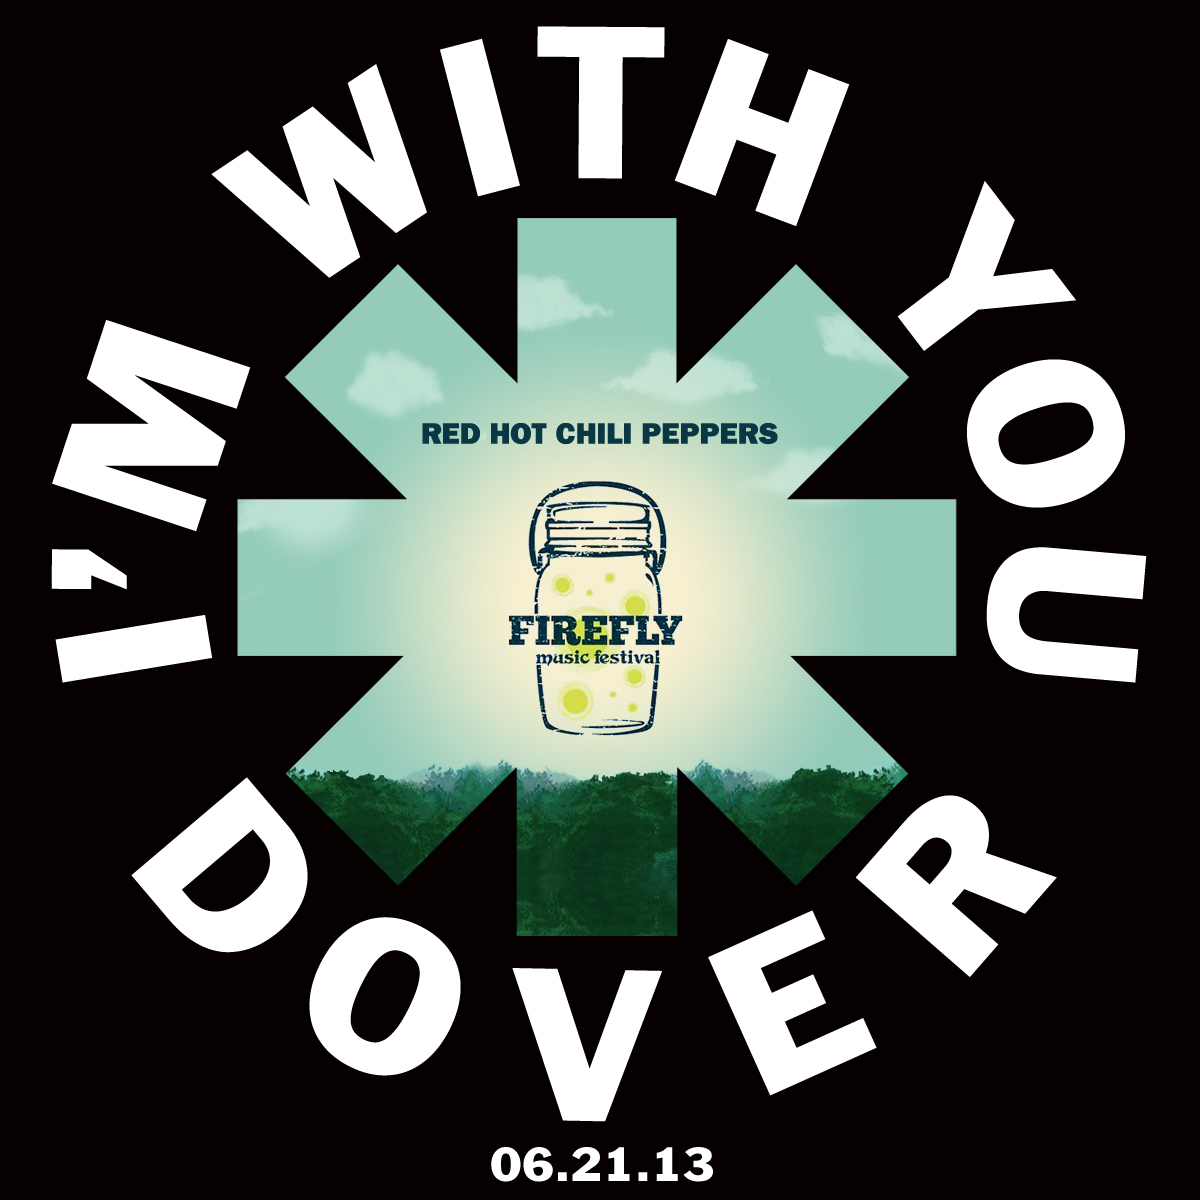 I'M WITH YOU
RED HOT CHILI PEPPERS
FIREFLY
music festival
DOVER
06.21.13